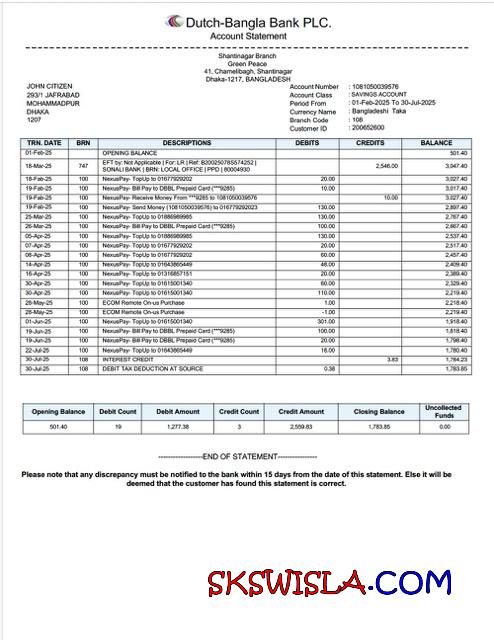 Dutch-Bangla Bank PLC.
Account Statement
Shantinagar Branch
Green Peace
41, Chamelibagh, Shantinagar
Dhaka-1217, BANGLADESH
JOHN CITIZEN
293/1 JAFRABAD
MOHAMMADPUR
DHAKA
1207
Account Number : 1081050039576
Account Class : SAVINGS ACCOUNT
Period From : 01-Feb-2025 To 30-Jul-2025
Currency Name : Bangladeshi Taka
Branch Code : 108
Customer ID : 200652600
TRN. DATE BRN DESCRIPTIONS DEBITS CREDITS BALANCE
01-Feb-25 OPENING BALANCE 501.40
18-Mar-25 747 EFT by: Not Applicable | For: LR | Ref: B20025078S574252 | SONALI BANK | BRN: LOCAL OFFICE | PPD | 80004930 2,546.00 3,047.40
18-Feb-25 100 NexusPay- TopUp to 01677929202 20.00 3,027.40
19-Feb-25 100 NexusPay- Bill Pay to DBBL Prepaid Card (***9285) 10.00 3,017.40
19-Feb-25 100 NexusPay- Receive Money From ***9285 to 1081050039576 10.00 3,027.40
19-Feb-25 100 NexusPay- Send Money (1081050039576) to 016779292023 130.00 2,897.40
25-Mar-25 100 NexusPay- TopUp to 01886989985 130.00 2,767.40
26-Mar-25 100 NexusPay- Bill Pay to DBBL Prepaid Card (***9285) 100.00 2,667.40
05-Apr-25 100 NexusPay- TopUp to 01886989985 130.00 2,537.40
07-Apr-25 100 NexusPay- TopUp to 01677929202 20.00 2,517.40
08-Apr-25 100 NexusPay- TopUp to 01677929202 60.00 2,457.40
14-Apr-25 100 NexusPay- TopUp to 01643865449 48.00 2,409.40
16-Apr-25 100 NexusPay- TopUp to 01316857151 20.00 2,389.40
30-Apr-25 100 NexusPay- TopUp to 01615001340 60.00 2,329.40
30-Apr-25 100 NexusPay- TopUp to 01615001340 110.00 2,219.40
28-May-25 100 ECOM Remote On-us Purchase 1.00 2,218.40
28-May-25 100 ECOM Remote On-us Purchase -1.00 2,219.40
01-Jun-25 100 NexusPay- TopUp to 01615001340 301.00 1,918.40
19-Jun-25 100 NexusPay- Bill Pay to DBBL Prepaid Card (***9285) 100.00 1,818.40
19-Jun-25 100 NexusPay- Bill Pay to DBBL Prepaid Card (***9285) 20.00 1,798.40
22-Jul-25 100 NexusPay- TopUp to 01643865449 18.00 1,780.40
30-Jul-25 108 INTEREST CREDIT 3.83 1,784.23
30-Jul-25 108 DEBIT TAX DEDUCTION AT SOURCE 0.38 1,783.85
Opening Balance Debit Count Debit Amount Credit Count Credit Amount Closing Balance Uncollected Funds
501.40 19 1,277.38 3 2,559.83 1,783.85 0.00
-----------------END OF STATEMENT---------------
Please note that any discrepancy must be notified to the bank within 15 days from the date of this statement. Else it will be
deemed that the customer has found this statement is correct.
SKSWISLA.COM